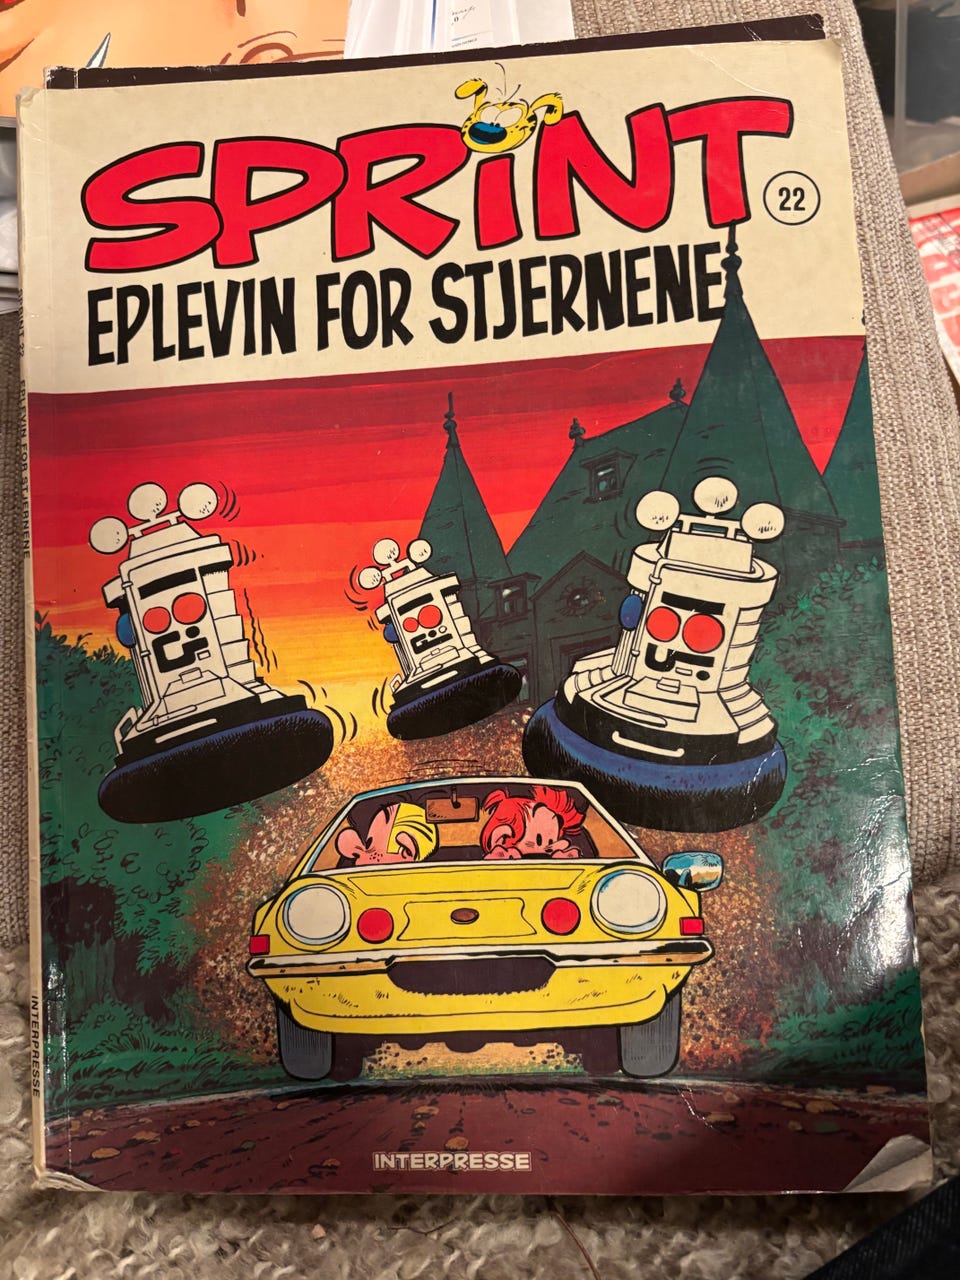 SPRiNT
22
EPLEVIN FOR STJERNENE
INTERPRESSE
EPLEVIN FOR STJERNENE
INTERPRESSE